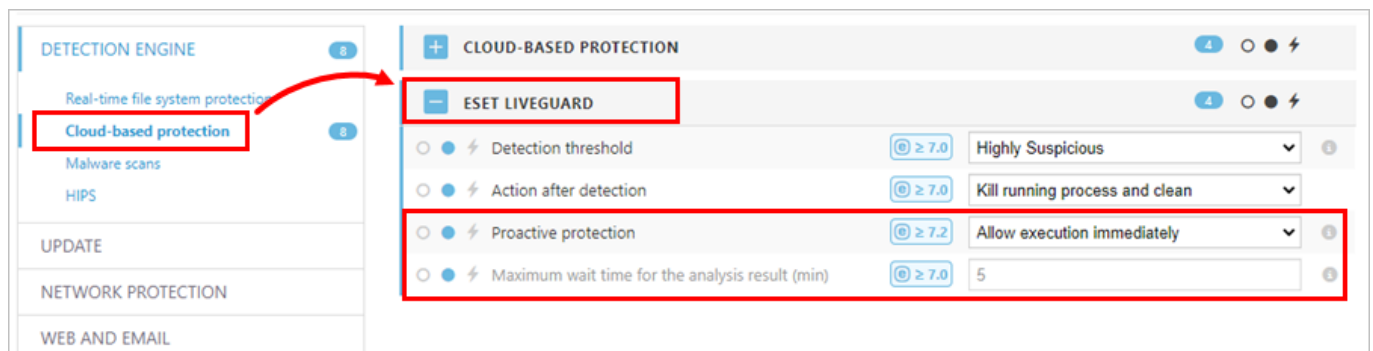 DETECTION ENGINE 8
Real-time file system protection
Cloud-based protection 8
Malware scans
HIPS
UPDATE
NETWORK PROTECTION
WEB AND EMAIL
CLOUD-BASED PROTECTION 4
ESET LIVEGUARD 4
Detection threshold ≥ 7.0 Highly Suspicious
Action after detection ≥ 7.0 Kill running process and clean
Proactive protection ≥ 7.2 Allow execution immediately
Maximum wait time for the analysis result (min) ≥ 7.0 5